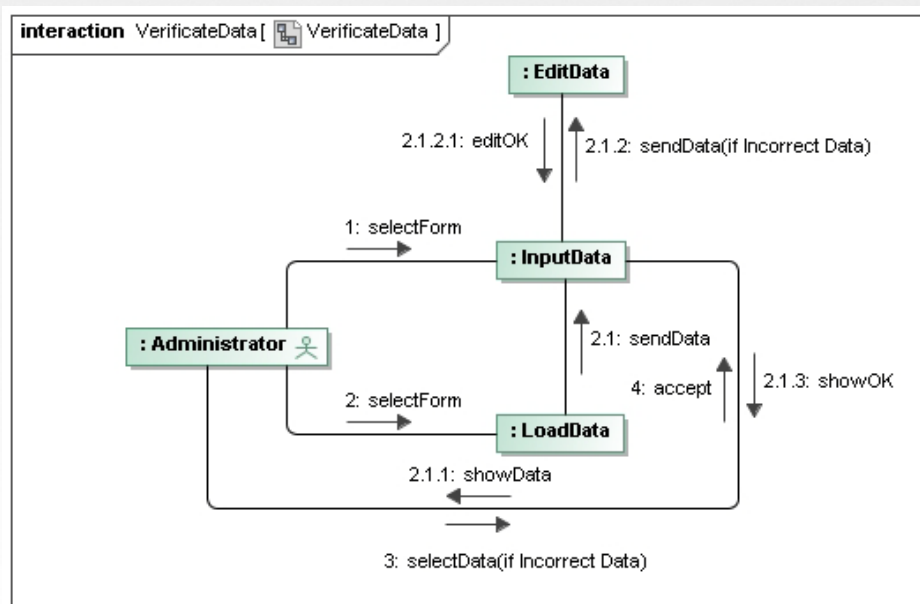 interaction VerificateData [ VerificateData ]
: EditData
2.1.2.1: editOK
2.1.2: sendData(if Incorrect Data)
1: selectForm
: InputData
: Administrator
2.1: sendData
2: selectForm
4: accept
2.1.3: showOK
: LoadData
2.1.1: showData
3: selectData(if Incorrect Data)